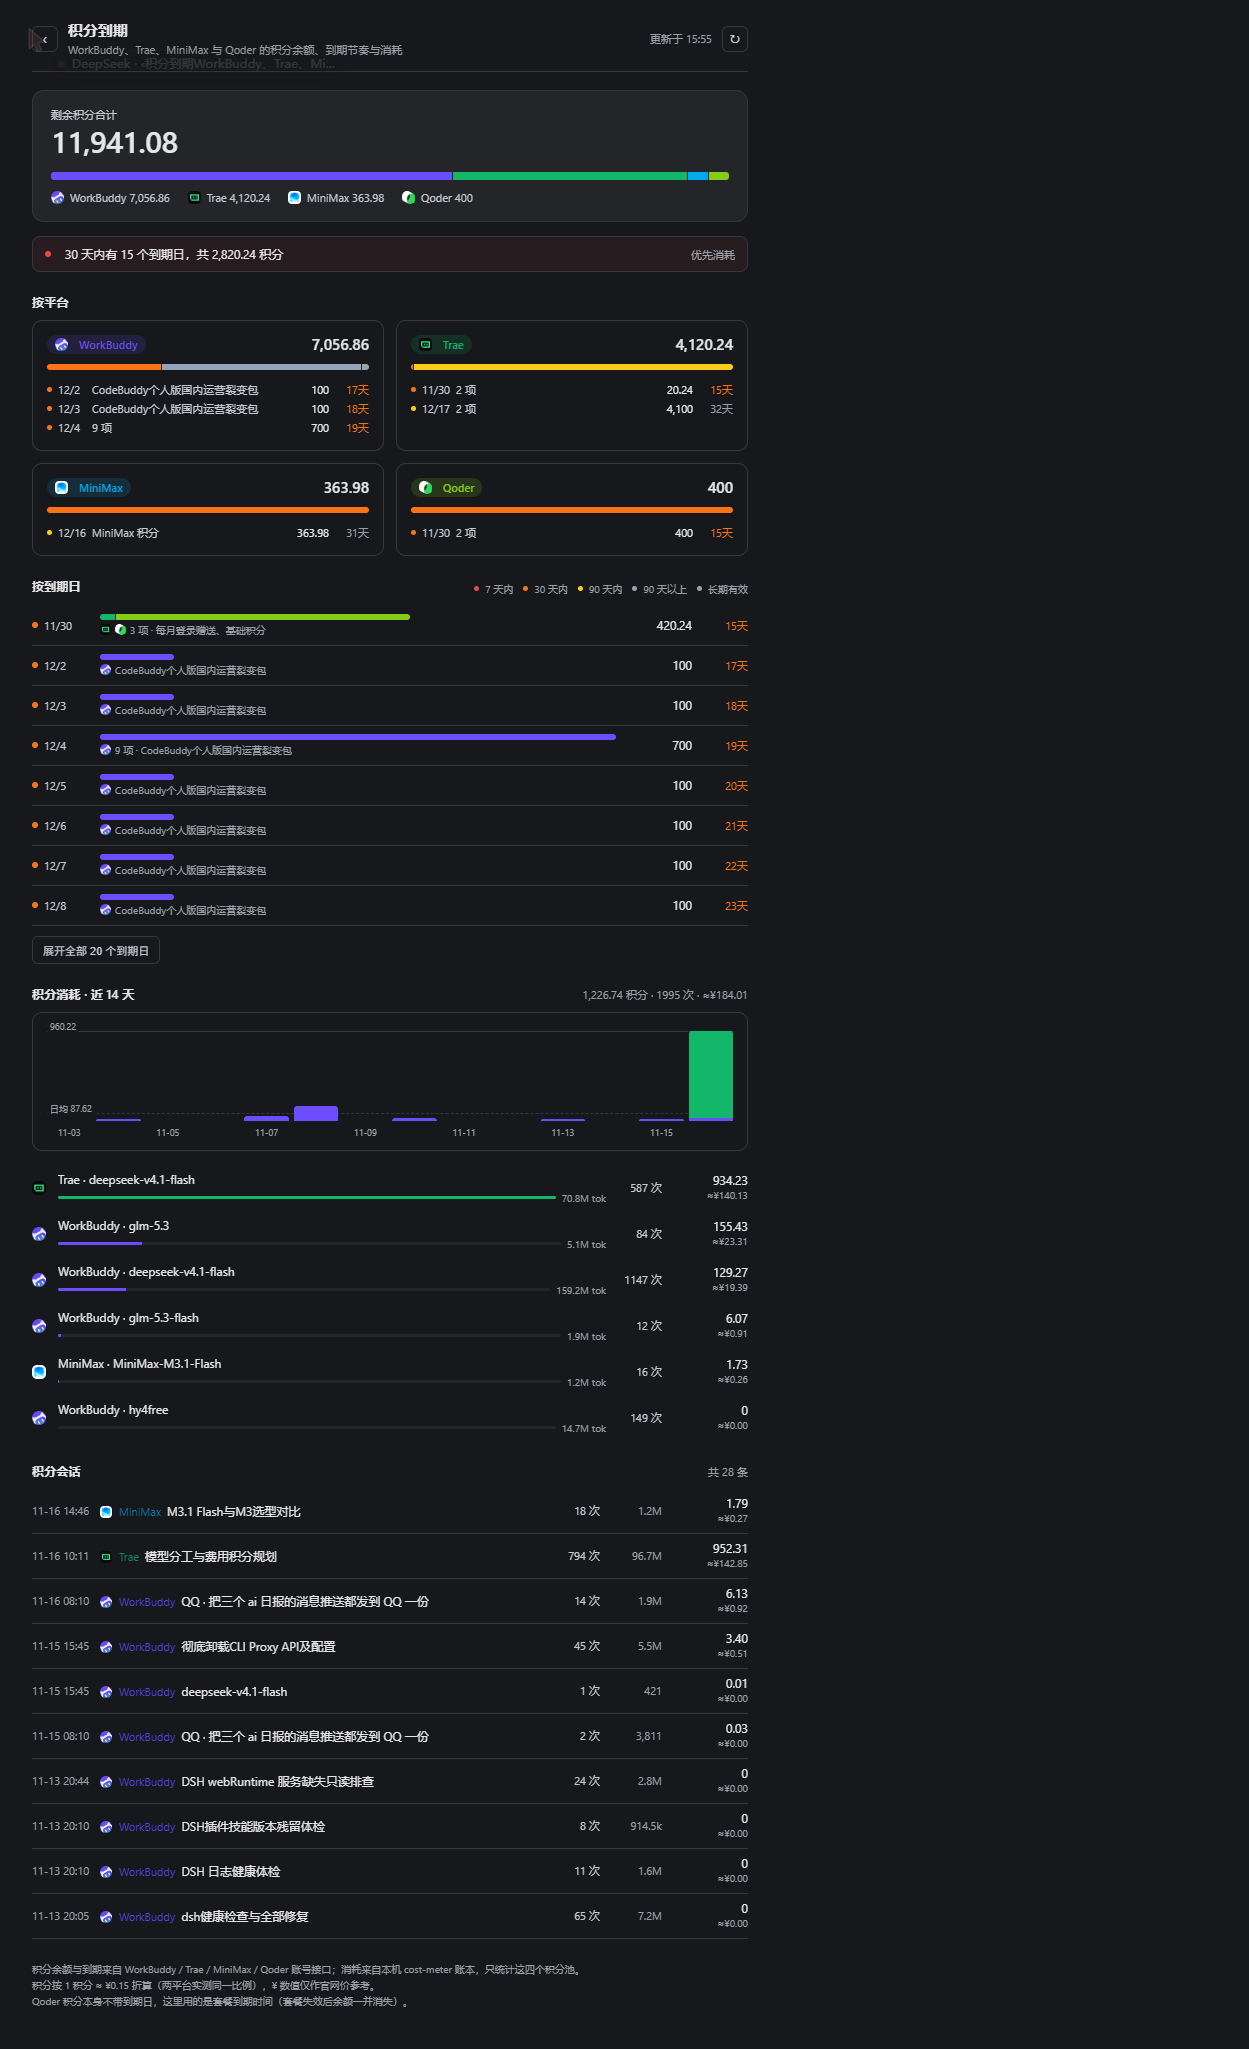 积分到期
WorkBuddy、Trae、MiniMax 与 Qoder 的积分余额、到期节奏与消耗
更新于 15:55
DeepSeek · 积分到期WorkBuddy、Trae、Mi...
剩余积分合计
11,941.08
WorkBuddy 7,056.86 Trae 4,120.24 MiniMax 363.98 Qoder 400
30 天内有 15 个到期日，共 2,820.24 积分 优先消耗
按平台
WorkBuddy 7,056.86
12/2 CodeBuddy个人版国内运营裂变包 100 17天
12/3 CodeBuddy个人版国内运营裂变包 100 18天
12/4 9 项 700 19天
Trae 4,120.24
11/30 2 项 20.24 15天
12/17 2 项 4,100 32天
MiniMax 363.98
12/16 MiniMax 积分 363.98 31天
Qoder 400
11/30 2 项 400 15天
按到期日
7 天内 30 天内 90 天内 90 天以上 长期有效
11/30 3 项 · 每月登录赠送、基础积分 420.24 15天
12/2 CodeBuddy个人版国内运营裂变包 100 17天
12/3 CodeBuddy个人版国内运营裂变包 100 18天
12/4 9 项 · CodeBuddy个人版国内运营裂变包 700 19天
12/5 CodeBuddy个人版国内运营裂变包 100 20天
12/6 CodeBuddy个人版国内运营裂变包 100 21天
12/7 CodeBuddy个人版国内运营裂变包 100 22天
12/8 CodeBuddy个人版国内运营裂变包 100 23天
展开全部 20 个到期日
积分消耗 · 近 14 天 1,226.74 积分 · 1995 次 · ≈¥184.01
960.22
日均 87.62
11-03 11-05 11-07 11-09 11-11 11-13 11-15
Trae · deepseek-v4.1-flash 70.8M tok 587 次 934.23 ≈¥140.13
WorkBuddy · glm-5.3 5.1M tok 84 次 155.43 ≈¥23.31
WorkBuddy · deepseek-v4.1-flash 159.2M tok 1147 次 129.27 ≈¥19.39
WorkBuddy · glm-5.3-flash 1.9M tok 12 次 6.07 ≈¥0.91
MiniMax · MiniMax-M3.1-Flash 1.2M tok 16 次 1.73 ≈¥0.26
WorkBuddy · hy4free 14.7M tok 149 次 0 ≈¥0.00
积分会话 共 28 条
11-16 14:46 MiniMax M3.1 Flash与M3选型对比 18 次 1.2M 1.79 ≈¥0.27
11-16 10:11 Trae 模型分工与费用积分规划 794 次 96.7M 952.31 ≈¥142.85
11-16 08:10 WorkBuddy QQ · 把三个 ai 日报的消息推送都发到 QQ 一份 14 次 1.9M 6.13 ≈¥0.92
11-15 15:45 WorkBuddy 彻底卸载CLI Proxy API及配置 45 次 5.5M 3.40 ≈¥0.51
11-15 15:45 WorkBuddy deepseek-v4.1-flash 1 次 421 0.01 ≈¥0.00
11-15 08:10 WorkBuddy QQ · 把三个 ai 日报的消息推送都发到 QQ 一份 2 次 3,811 0.03 ≈¥0.00
11-13 20:44 WorkBuddy DSH webRuntime 服务缺失只读排查 24 次 2.8M 0 ≈¥0.00
11-13 20:10 WorkBuddy DSH插件技能版本残留体检 8 次 914.5k 0 ≈¥0.00
11-13 20:10 WorkBuddy DSH 日志健康体检 11 次 1.6M 0 ≈¥0.00
11-13 20:05 WorkBuddy dsh健康检查与全部修复 65 次 7.2M 0 ≈¥0.00
积分余额与到期来自 WorkBuddy / Trae / MiniMax / Qoder 账号接口；消耗来自本机 cost-meter 账本，只统计这四个积分池。
积分按 1 积分 ≈ ¥0.15 折算（两平台实测同一比例），¥ 数值仅作官网价参考。
Qoder 积分本身不带到期日，这里用的是套餐到期时间（套餐失效后余额一并消失）。